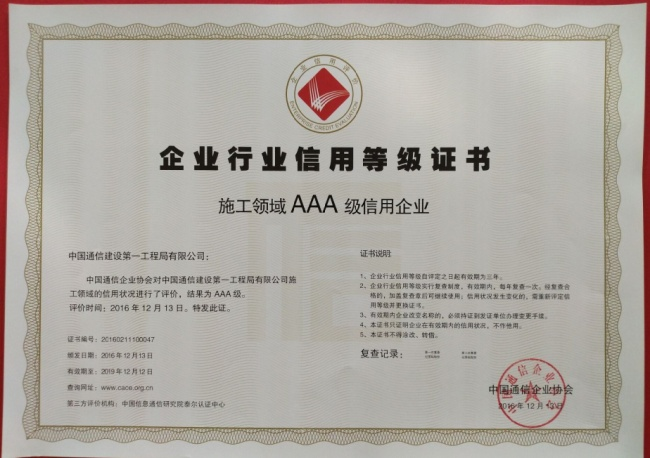 企业信用评价
ENTERPRISE CREDIT EVALUATION
企业行业信用等级证书
施工领域 AAA 级信用企业
中国通信建设第一工程局有限公司：
中国通信企业协会对中国通信建设第一工程局有限公司施
工领域的信用状况进行了评价，结果为 AAA 级。
评价时间：2016 年 12 月 13 日。特发此证。
证书编号：20160211100047
颁发日期：2016 年 12 月 13 日
有效期至：2019 年 12 月 12 日
查询网址：www.cace.org.cn
第三方评价机构：中国信息通信研究院泰尔认证中心
证书说明：
1、企业行业信用等级自评定之日起有效期为三年。
2、企业行业信用等级实行复查制度，有效期内，每年复查一次。经复查合
格的，加盖复查章后可继续使用；信用状况发生变化的，需重新评定信
用等级并更换证书。
3、有效期内企业改变名称的，必须持证到发证单位办理变更手续。
4、本证书只证明企业在有效期内的信用状况，不作他用。
5、本证书不得涂改、转借。
复查记录：
中国通信企业协会
2016 年 12 月 13 日